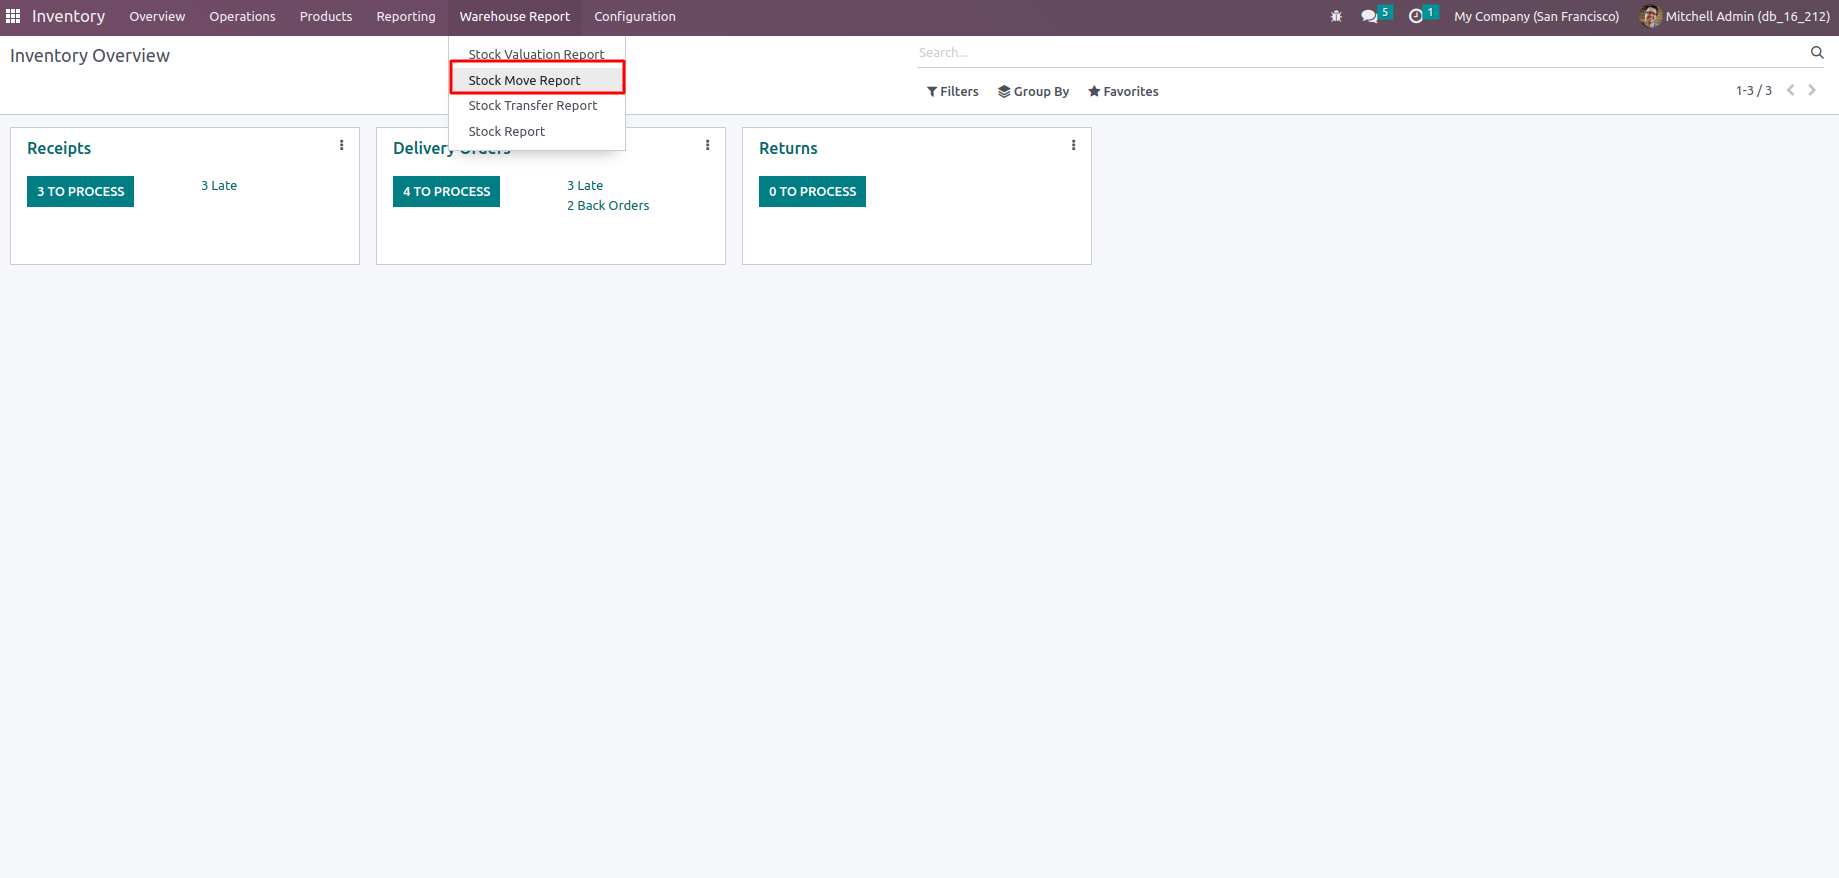 Inventory Overview Operations Products Reporting Warehouse Report Configuration 5 1 My Company (San Francisco) Mitchell Admin (db_16_212)
Inventory Overview
Search...
Filters Group By Favorites
1-3 / 3
Stock Valuation Report
Stock Move Report
Stock Transfer Report
Stock Report
Receipts
3 TO PROCESS
3 Late
Delivery Orders
4 TO PROCESS
3 Late
2 Back Orders
Returns
0 TO PROCESS